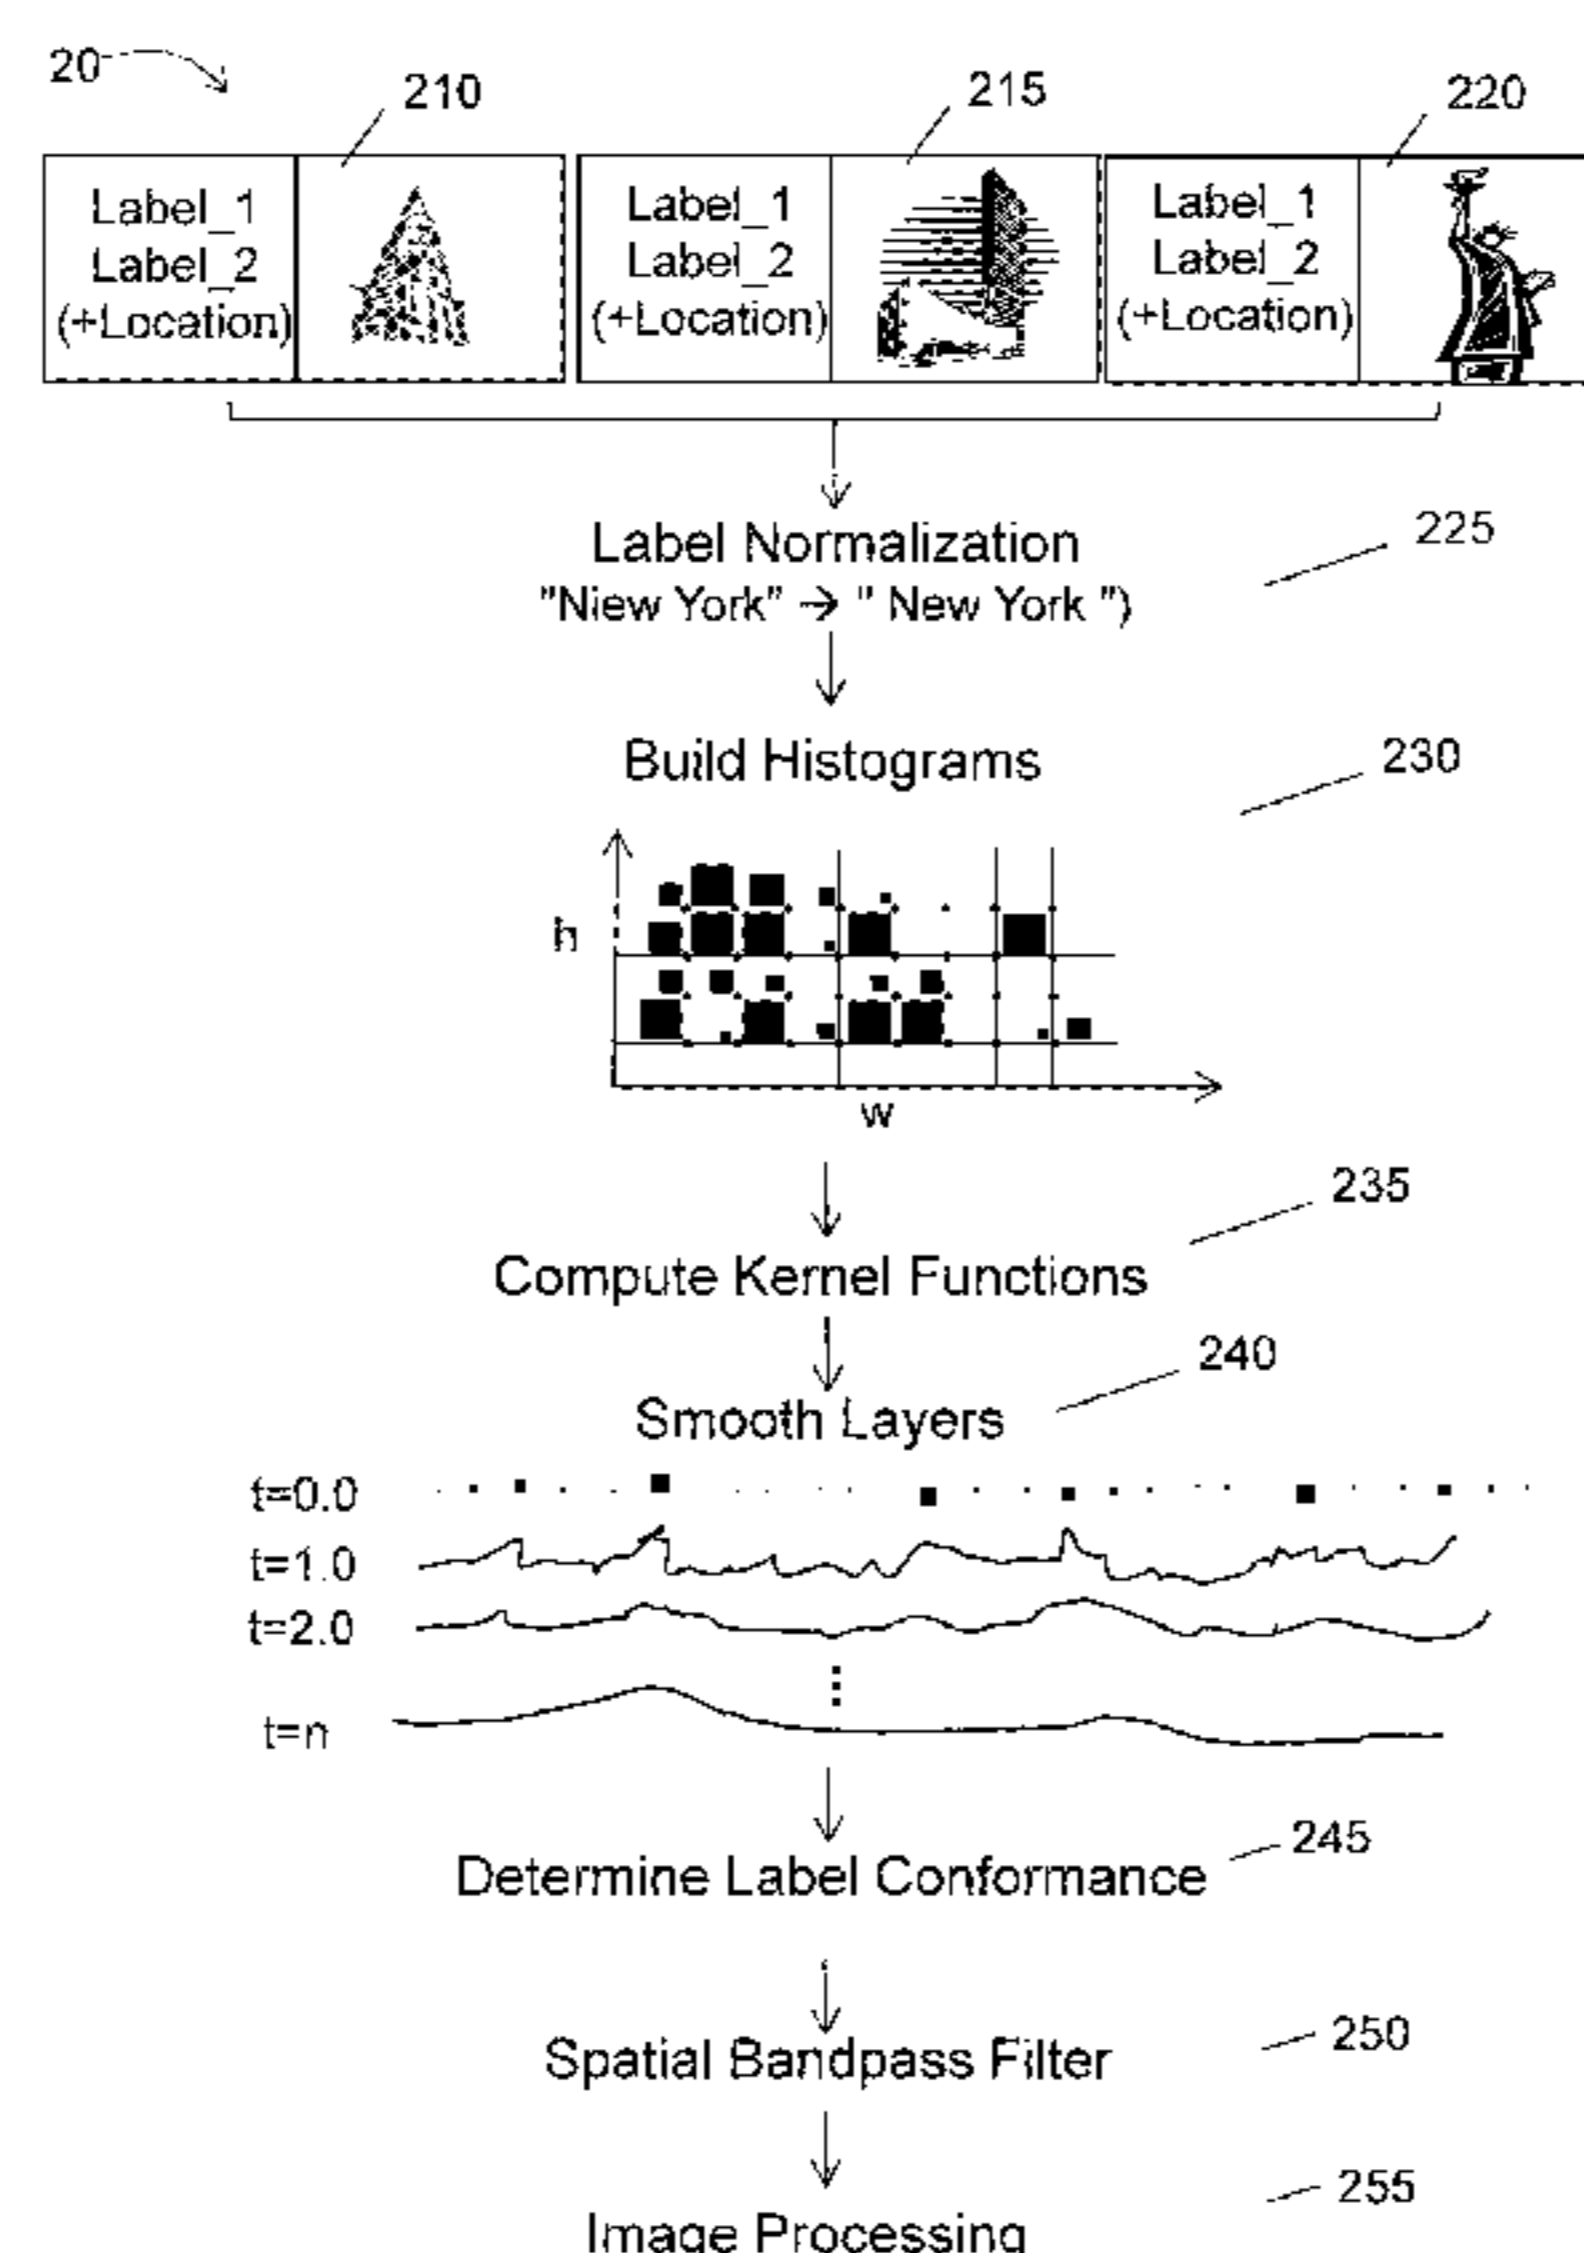 20
210
215
220
Label_1
Label_2
(+Location)
Label_1
Label_2
(+Location)
Label_1
Label_2
(+Location)
Label Normalization
225
"Niew York" → " New York ")
Build Histograms
230
h
w
235
Compute Kernel Functions
240
Smooth Layers
t=0.0
t=1.0
t=2.0
t=n
245
Determine Label Conformance
250
Spatial Bandpass Filter
255
Image Processing